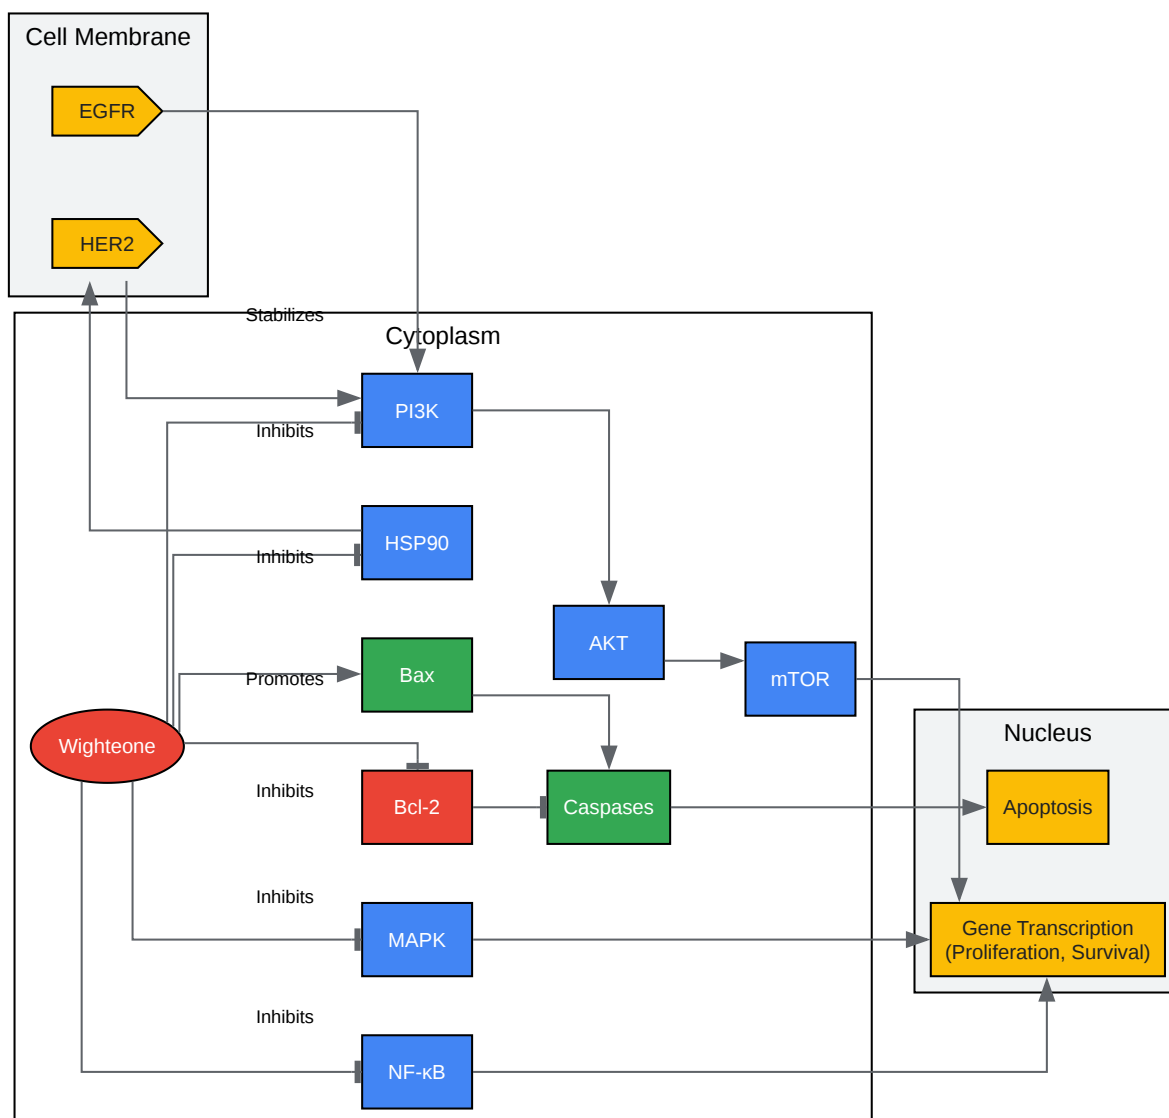 Cell Membrane
EGFR
HER2
Stabilizes
Cytoplasm
PI3K
Inhibits
HSP90
Inhibits
AKT
Bax
Promotes
mTOR
Nucleus
Wighteone
Inhibits
Bcl-2
Caspases
Apoptosis
Inhibits
MAPK
Gene Transcription
(Proliferation, Survival)
Inhibits
NF-κB